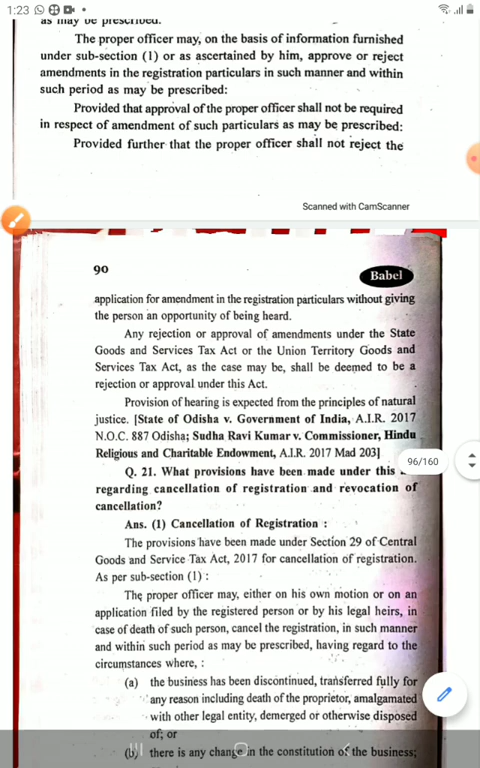 1:23
as may be prescribed.
The proper officer may, on the basis of information furnished
under sub-section (1) or as ascertained by him, approve or reject
amendments in the registration particulars in such manner and within
such period as may be prescribed:
Provided that approval of the proper officer shall not be required
in respect of amendment of such particulars as may be prescribed:
Provided further that the proper officer shall not reject the
Scanned with CamScanner
90
Babel
application for amendment in the registration particulars without giving
the person an opportunity of being heard.
Any rejection or approval of amendments under the State
Goods and Services Tax Act or the Union Territory Goods and
Services Tax Act, as the case may be, shall be deemed to be a
rejection or approval under this Act.
Provision of hearing is expected from the principles of natural
justice. [State of Odisha v. Government of India, A.I.R. 2017
N.O.C. 887 Odisha; Sudha Ravi Kumar v. Commissioner, Hindu
Religious and Charitable Endowment, A.I.R. 2017 Mad 203]
96/160
Q. 21. What provisions have been made under this
regarding cancellation of registration and revocation of
cancellation?
Ans. (1) Cancellation of Registration :
The provisions have been made under Section 29 of Central
Goods and Service Tax Act, 2017 for cancellation of registration.
As per sub-section (1) :
The proper officer may, either on his own motion or on an
application filed by the registered person or by his legal heirs, in
case of death of such person, cancel the registration, in such manner
and within such period as may be prescribed, having regard to the
circumstances where, :
(a) the business has been discontinued, transferred fully for
any reason including death of the proprietor, amalgamated
with other legal entity, demerged or otherwise disposed
of; or
(b) there is any change in the constitution of the business;